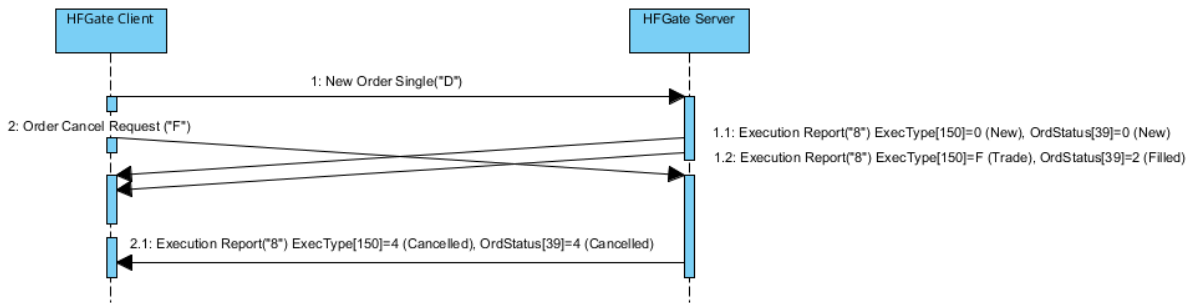 HFGate Client
HFGate Server
1: New Order Single("D")
2: Order Cancel Request ("F")
1.1: Execution Report("8") ExecType[150]=0 (New), OrdStatus[39]=0 (New)
1.2: Execution Report("8") ExecType[150]=F (Trade), OrdStatus[39]=2 (Filled)
2.1: Execution Report("8") ExecType[150]=4 (Cancelled), OrdStatus[39]=4 (Cancelled)